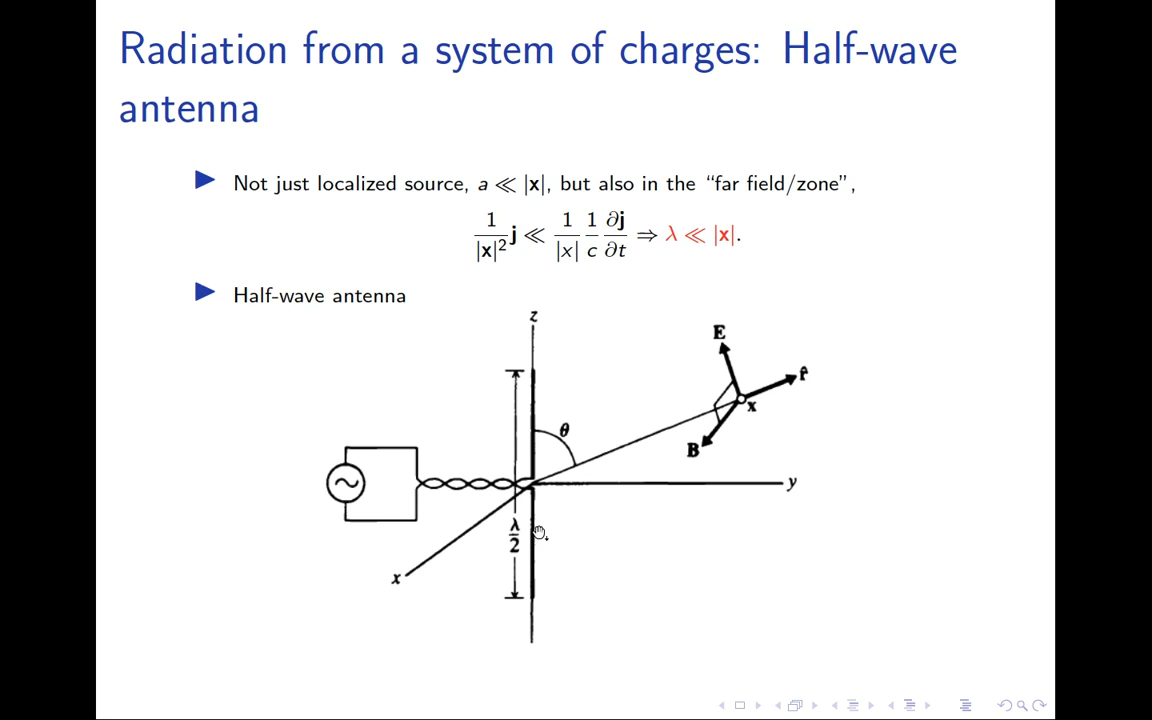 Radiation from a system of charges: Half-wave
antenna
▶ Not just localized source, a ≪ |x|, but also in the “far field/zone”,
1/|x|² j ≪ 1/|x| 1/c ∂j/∂t ⇒ λ ≪ |x|.
▶ Half-wave antenna
z
E
r̂
x
θ
B
y
λ/2
x